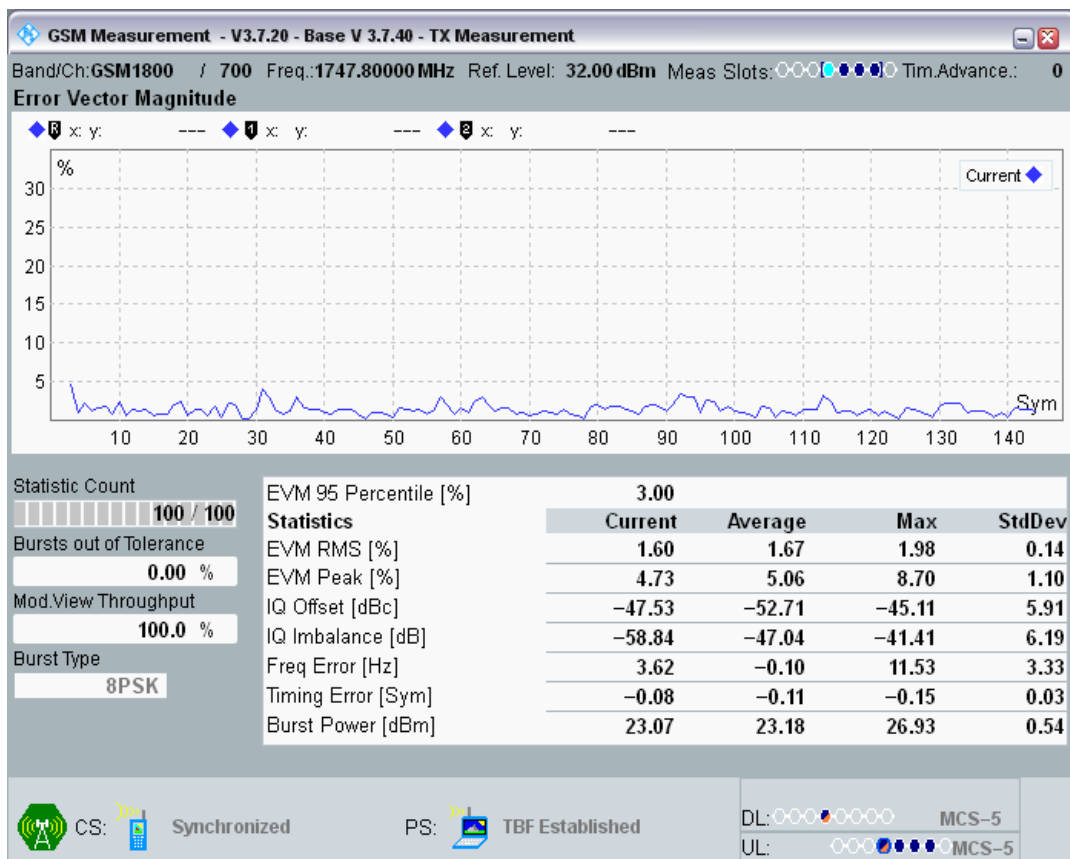 GSM Measurement - V3.7.20 - Base V 3.7.40 - TX Measurement
Band/Ch:GSM1800 / 700 Freq.:1747.80000 MHz Ref. Level: 32.00 dBm Meas Slots: Tim.Advance.: 0
Error Vector Magnitude
R x: y: --- 1 x: y: --- 2 x: y: ---
%
Current
30
25
20
15
10
5
Sym
10 20 30 40 50 60 70 80 90 100 110 120 130 140
Statistic Count
100 / 100
Bursts out of Tolerance
0.00 %
Mod.View Throughput
100.0 %
Burst Type
8PSK
EVM 95 Percentile [%] 3.00
Statistics Current Average Max StdDev
EVM RMS [%] 1.60 1.67 1.98 0.14
EVM Peak [%] 4.73 5.06 8.70 1.10
IQ Offset [dBc] −47.53 −52.71 −45.11 5.91
IQ Imbalance [dB] −58.84 −47.04 −41.41 6.19
Freq Error [Hz] 3.62 −0.10 11.53 3.33
Timing Error [Sym] −0.08 −0.11 −0.15 0.03
Burst Power [dBm] 23.07 23.18 26.93 0.54
CS: Synchronized PS: TBF Established
DL: MCS−5
UL: MCS−5